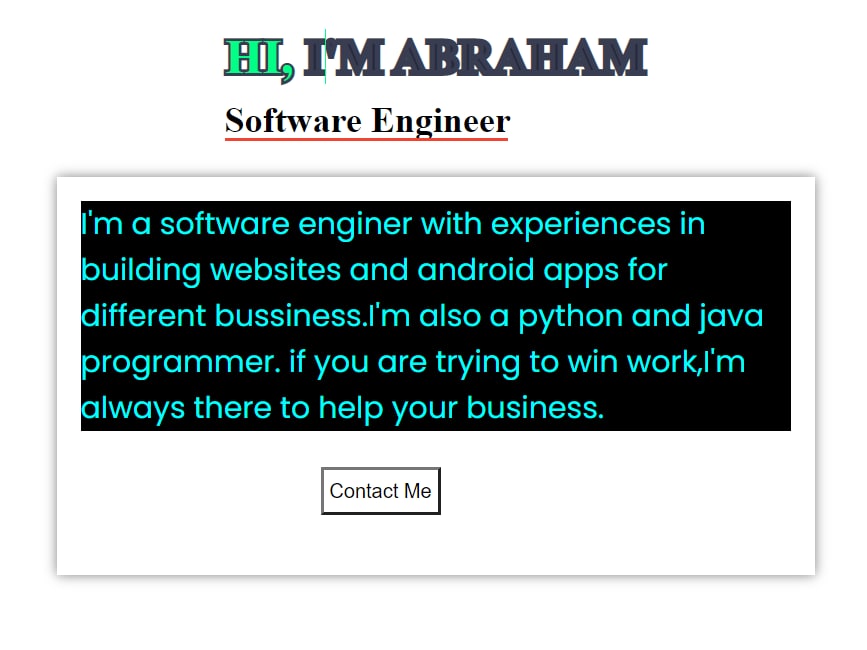 HI, I'M ABRAHAM
Software Engineer
I'm a software enginer with experiences in
building websites and android apps for
different bussiness.I'm also a python and java
programmer. if you are trying to win work,I'm
always there to help your business.
Contact Me